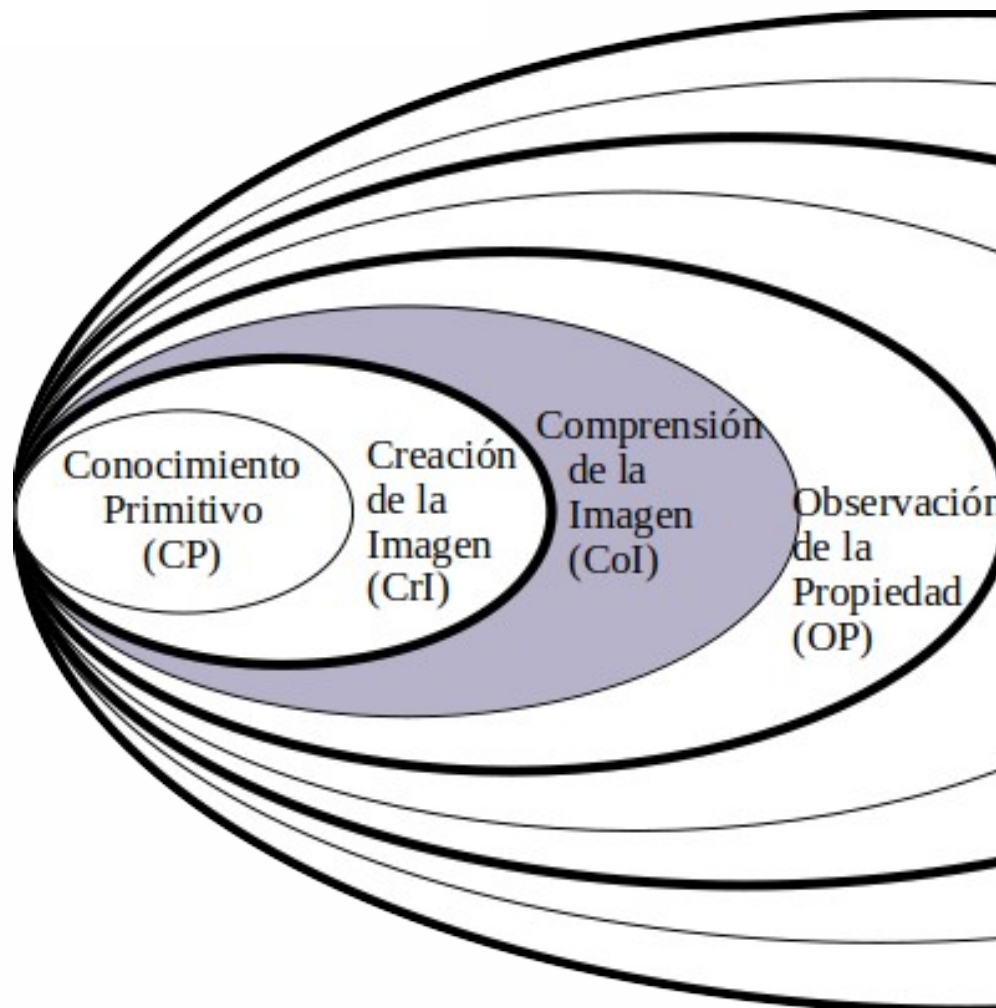 Conocimiento
Primitivo
(CP)
Creación
de la
Imagen
(CrI)
Comprensión
de la
Imagen
(CoI)
Observación
de la
Propiedad
(OP)